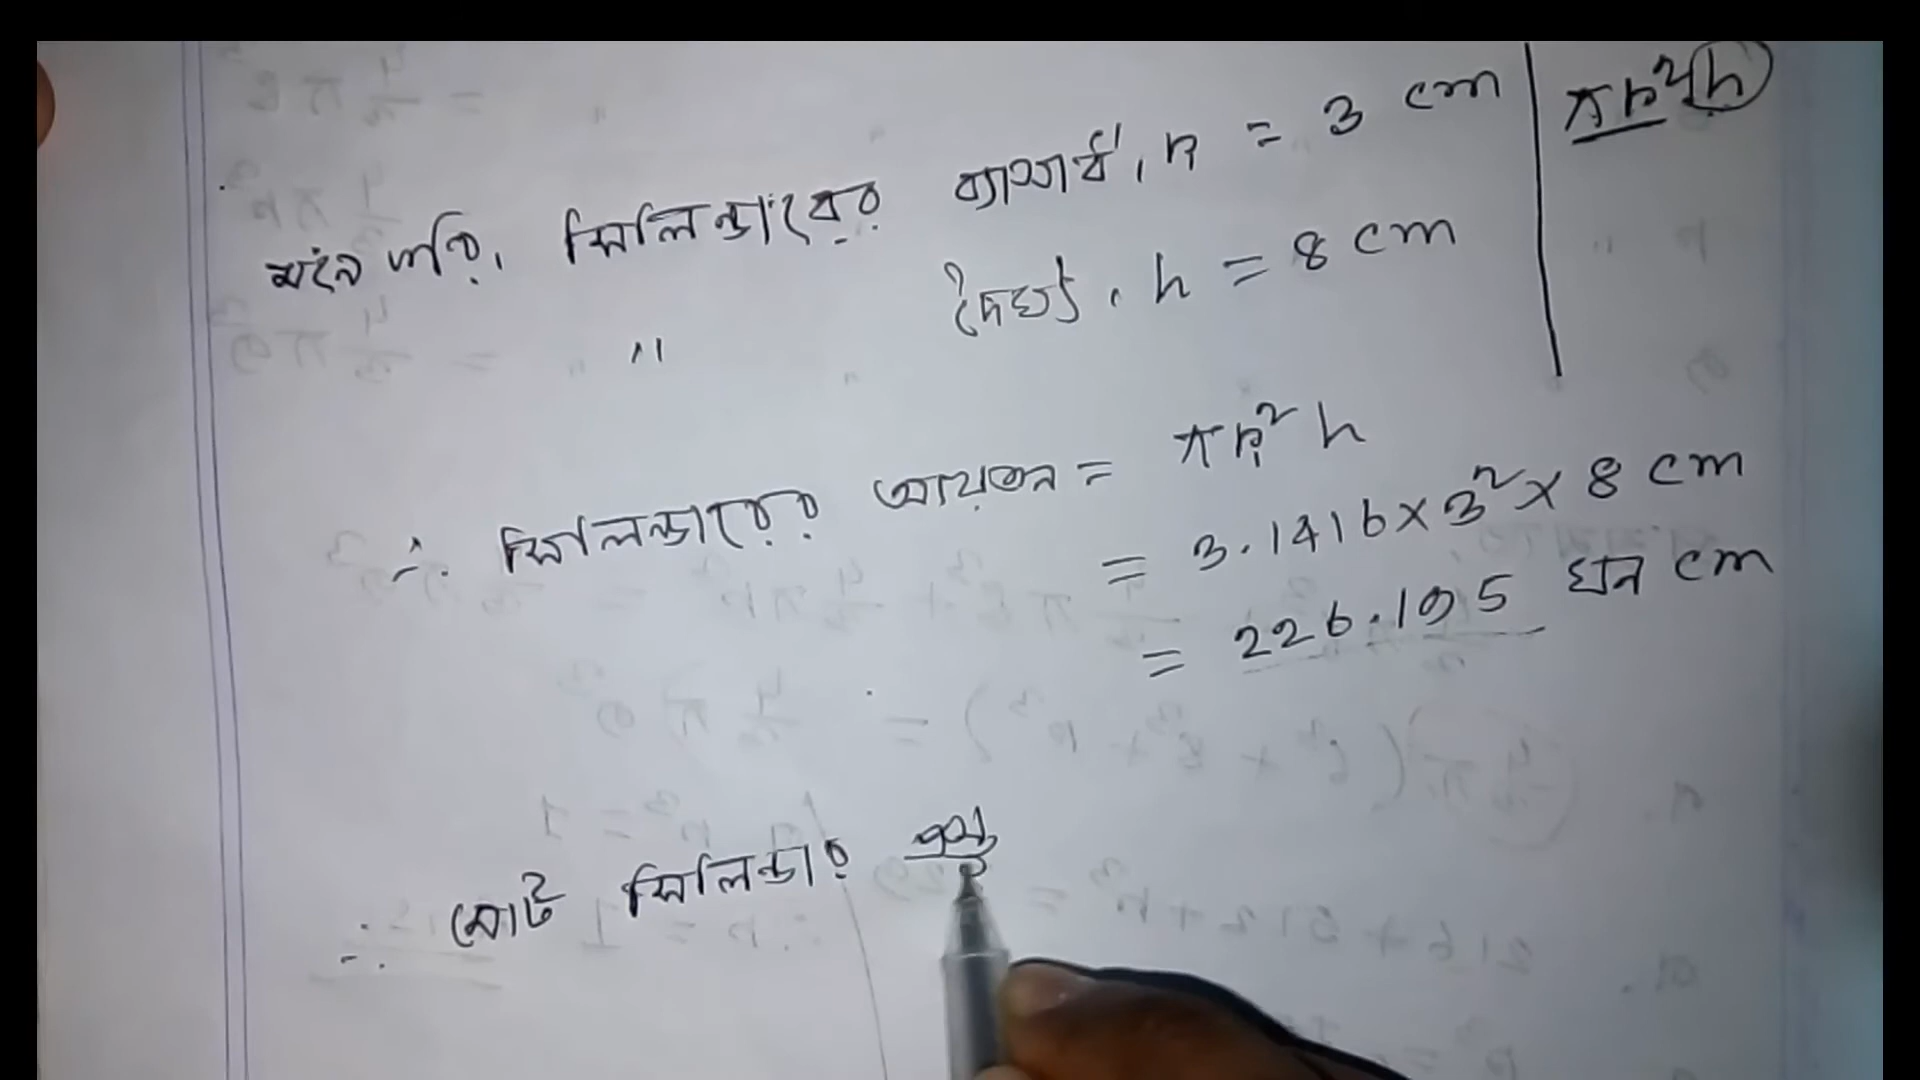 মনে করি, সিলিন্ডারের ব্যাসার্ধ, r = 3 cm
" দৈর্ঘ্য, h = 8 cm
πr²h
∴ সিলিন্ডারের আয়তন = πr²h
= 3.1416×3²×8 cm
= 226.195 ঘন cm
∴ মোট সিলিন্ডার